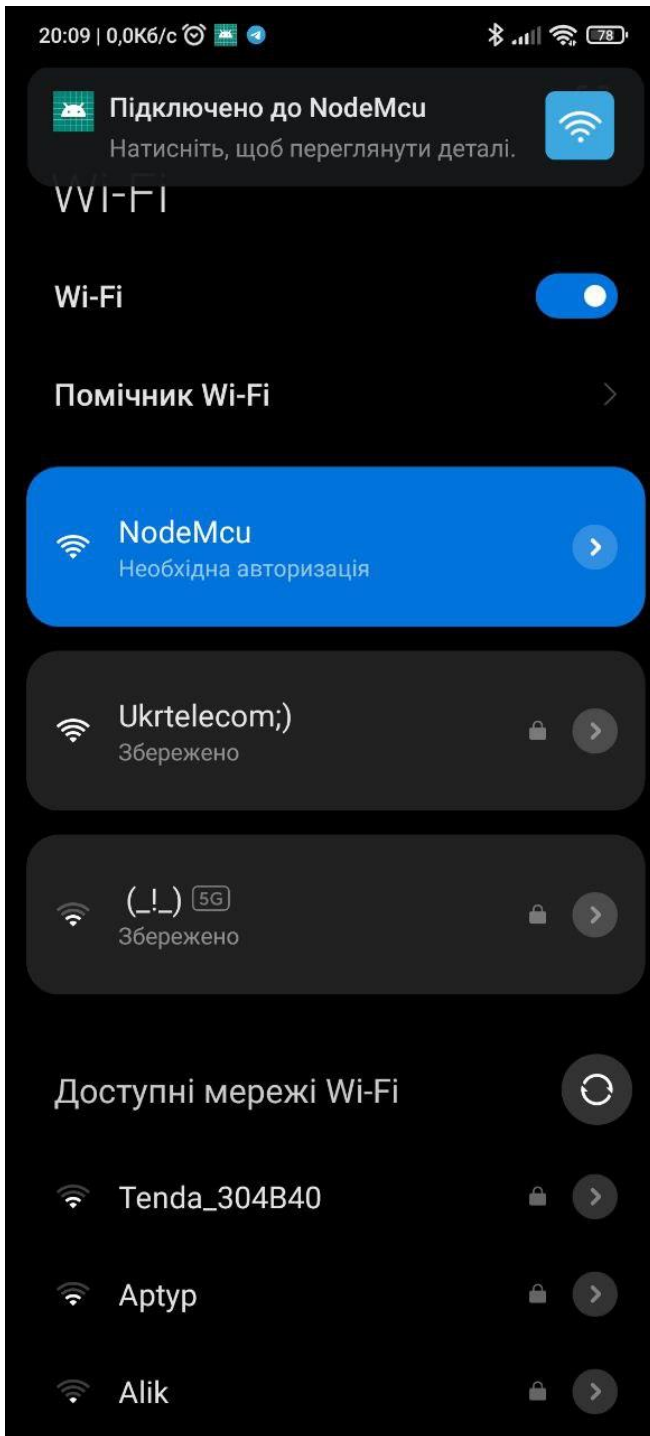 20:09 | 0,0Кб/с 78
Підключено до NodeMcu
Натисніть, щоб переглянути деталі.
Wi-Fi
Wi-Fi
Помічник Wi-Fi
NodeMcu
Необхідна авторизація
Ukrtelecom;)
Збережено
(_!_) 5G
Збережено
Доступні мережі Wi-Fi
Tenda_304B40
Артур
Alik